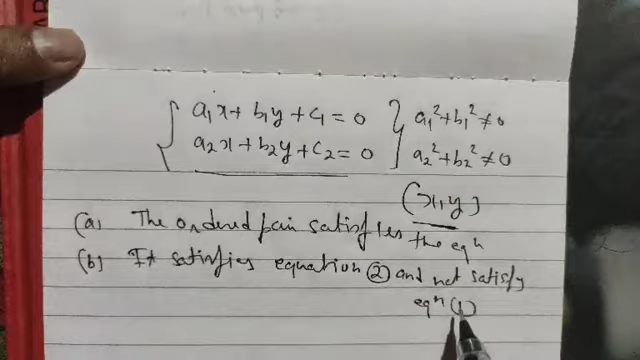 a₁x + b₁y + c₁ = 0 } a₁² + b₁² ≠ 0
a₂x + b₂y + c₂ = 0 } a₂² + b₂² ≠ 0
(x, y)
(a) The ordered pair satisfies the eqⁿ
(b) It satisfies equation ② and not satisfy
eqⁿ (1)